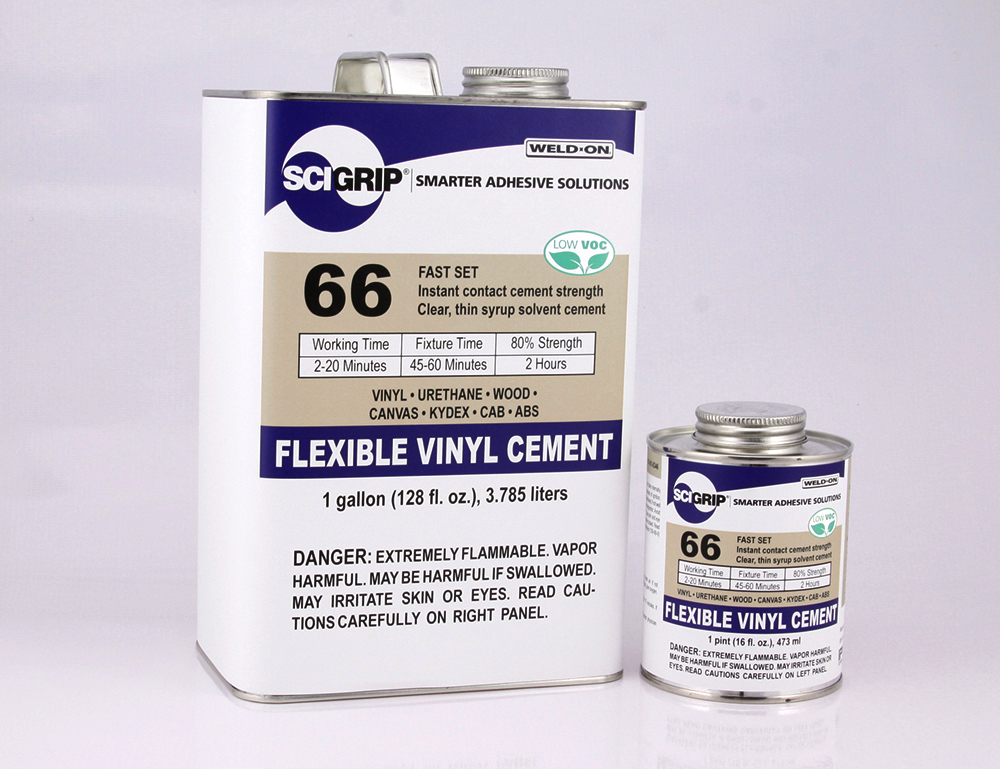 WELD-ON
SCIGRIP® SMARTER ADHESIVE SOLUTIONS
LOW VOC
66
FAST SET
Instant contact cement strength
Clear, thin syrup solvent cement
Working Time Fixture Time 80% Strength
2-20 Minutes 45-60 Minutes 2 Hours
VINYL • URETHANE • WOOD •
CANVAS • KYDEX • CAB • ABS
FLEXIBLE VINYL CEMENT
1 gallon (128 fl. oz.), 3.785 liters
DANGER: EXTREMELY FLAMMABLE. VAPOR
HARMFUL. MAY BE HARMFUL IF SWALLOWED.
MAY IRRITATE SKIN OR EYES. READ CAU-
TIONS CAREFULLY ON RIGHT PANEL.
WELD-ON
SCIGRIP® SMARTER ADHESIVE SOLUTIONS
LOW VOC
66
FAST SET
Instant contact cement strength
Clear, thin syrup solvent cement
Working Time Fixture Time 80% Strength
2-20 Minutes 45-60 Minutes 2 Hours
VINYL • URETHANE • WOOD • CANVAS • KYDEX • CAB • ABS
FLEXIBLE VINYL CEMENT
1 pint (16 fl. oz.), 473 ml
DANGER: EXTREMELY FLAMMABLE. VAPOR HARMFUL.
MAY BE HARMFUL IF SWALLOWED. MAY IRRITATE SKIN OR
EYES. READ CAUTIONS CAREFULLY ON LEFT PANEL